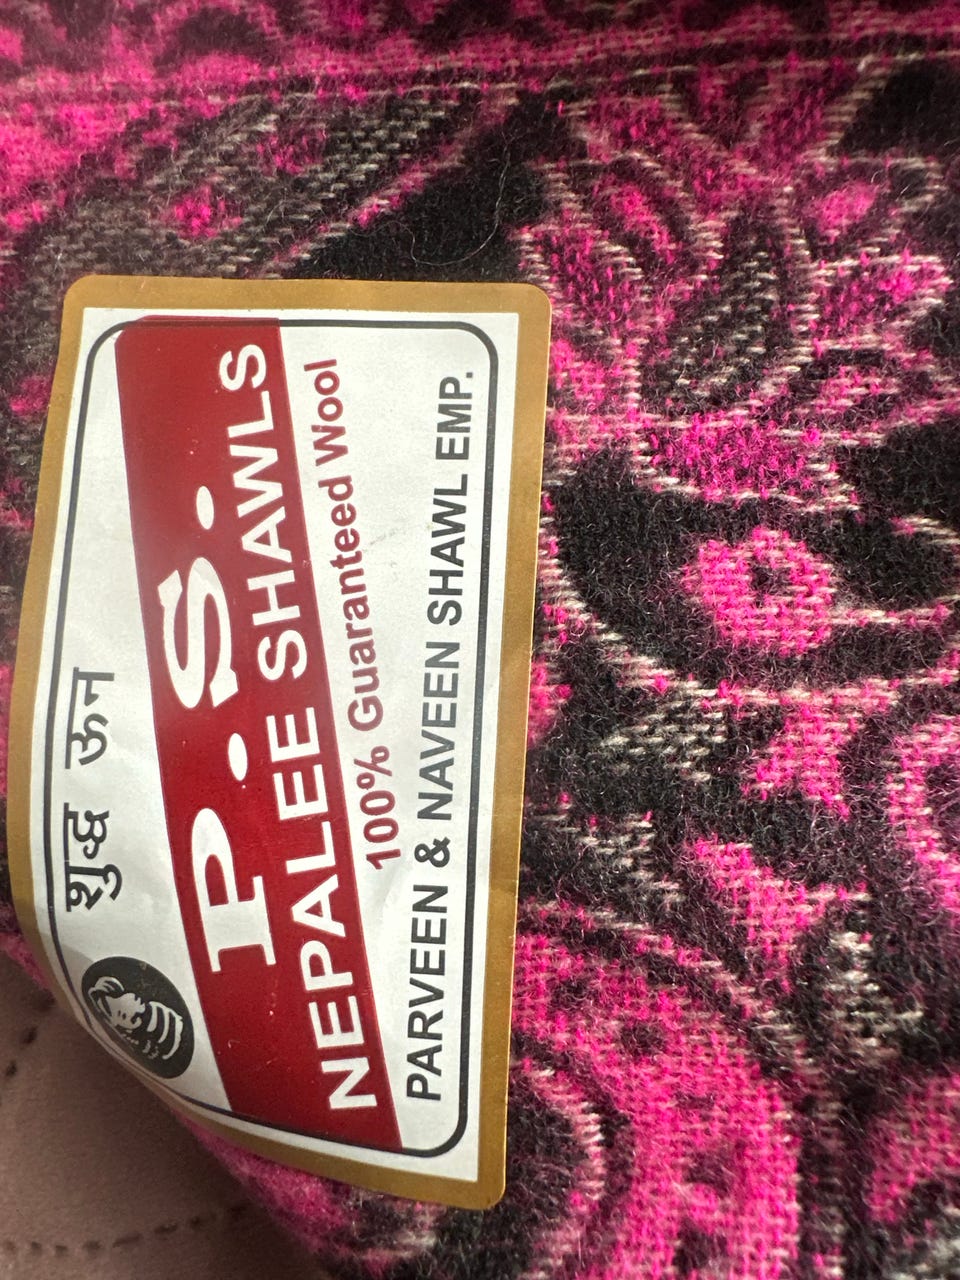 शुद्ध ऊन
P. S.
NEPALEE SHAWLS
100% Guaranteed Wool
PARVEEN & NAVEEN SHAWL EMP.